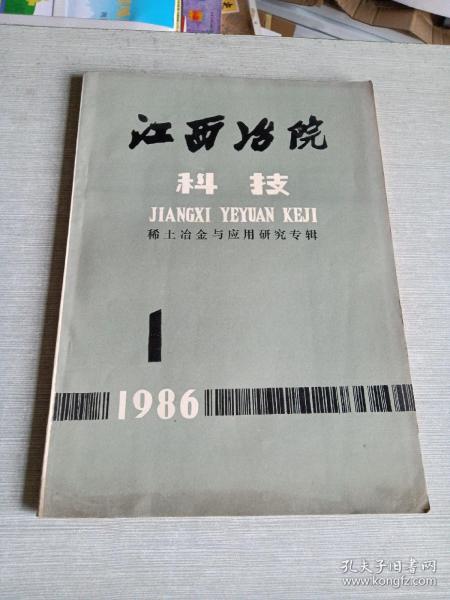 江西冶院
科技
JIANGXI YEYUAN KEJI
稀土冶金与应用研究专辑
1
1986
孔夫子旧书网
www.kongfz.com